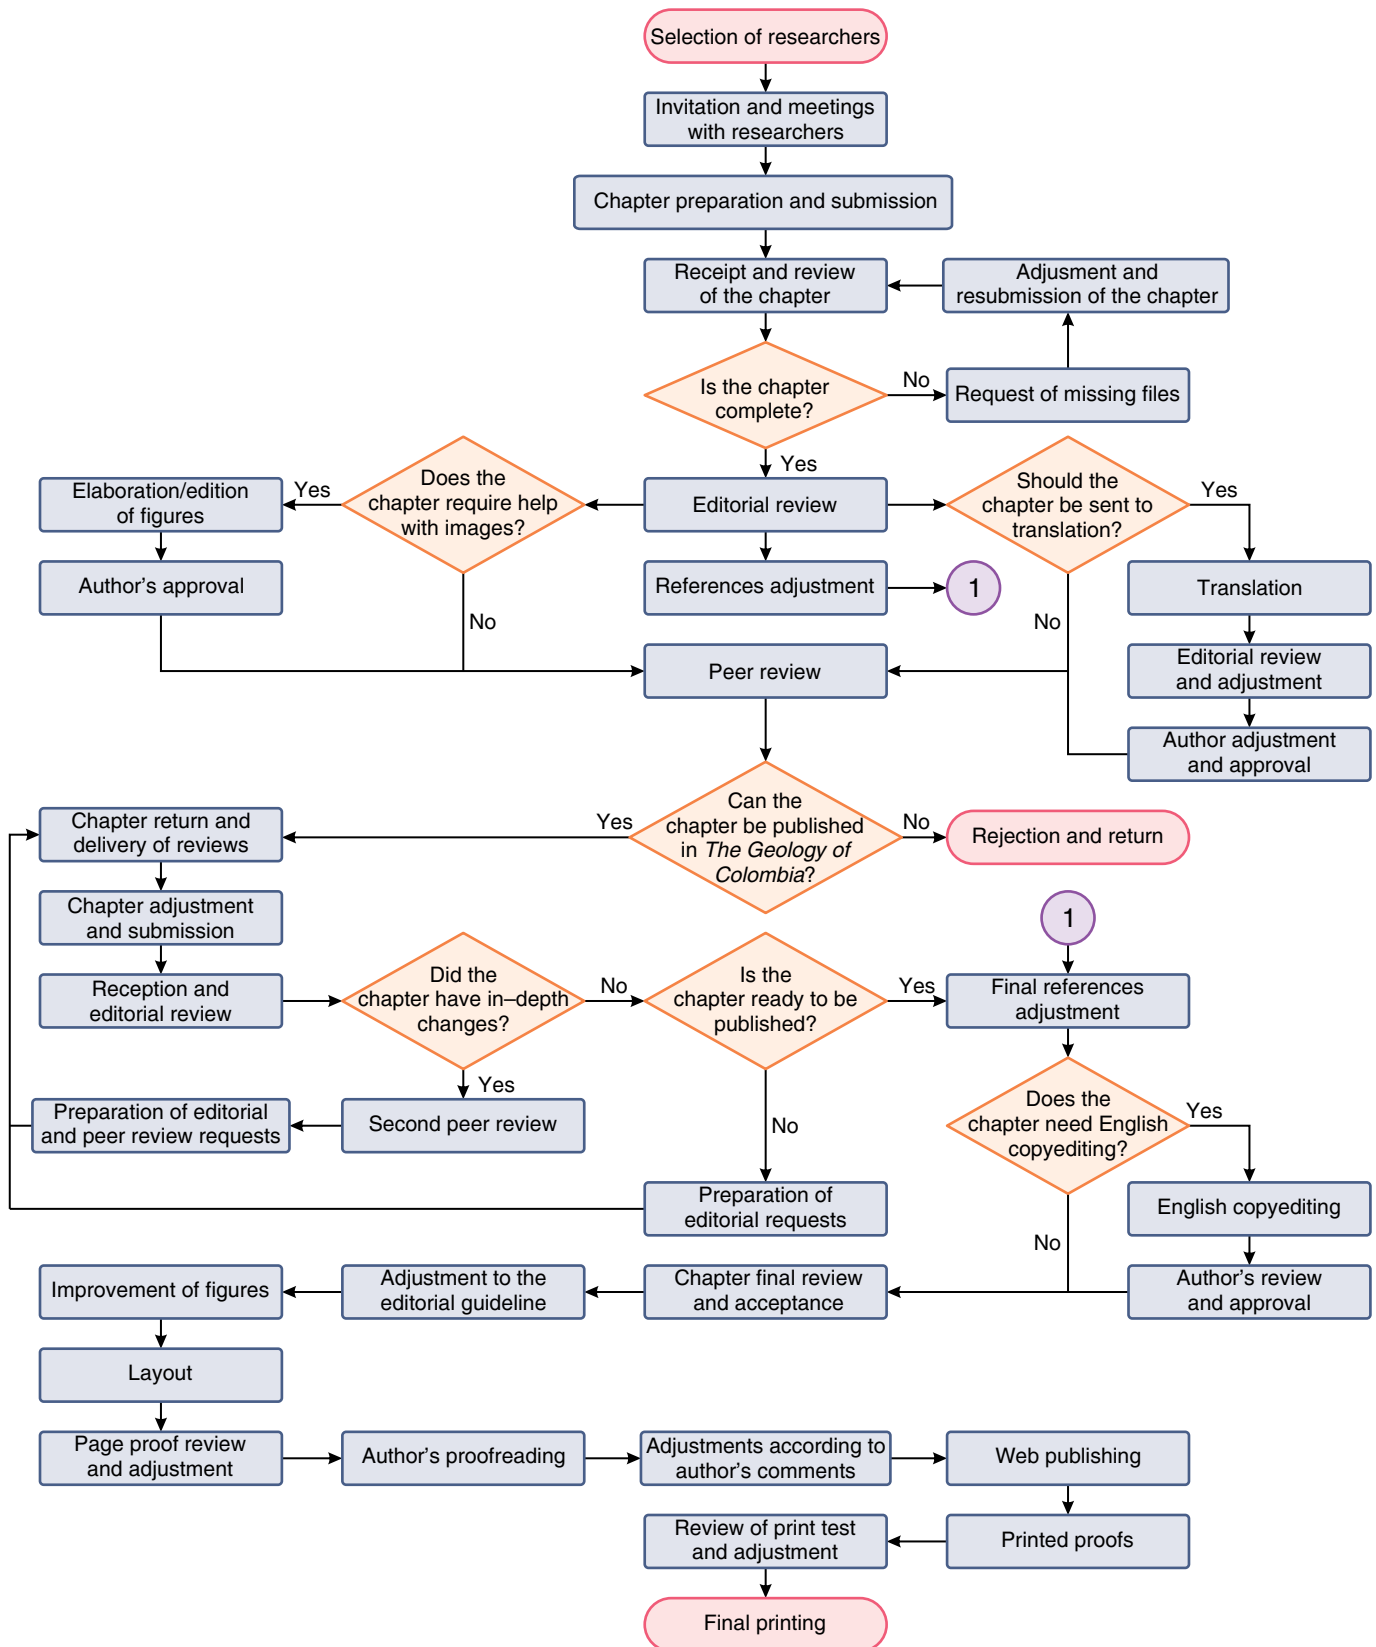 Selection of researchers
Invitation and meetings
with researchers
Chapter preparation and submission
Receipt and review
of the chapter
Adjusment and
resubmission of the chapter
Is the chapter
complete?
No
Request of missing files
Yes
Elaboration/edition
of figures
Yes
Does the
chapter require help
with images?
Editorial review
Should the
chapter be sent to
translation?
Yes
Author's approval
No
References adjustment
1
No
Translation
Peer review
Editorial review
and adjustment
Author adjustment
and approval
Can the
chapter be published
in The Geology of
Colombia?
Yes
No
Rejection and return
Chapter return and
delivery of reviews
Chapter adjustment
and submission
1
Reception and
editorial review
Did the
chapter have in–depth
changes?
No
Is the
chapter ready to be
published?
Yes
Final references
adjustment
Yes
Preparation of editorial
and peer review requests
Second peer review
No
Does the
chapter need English
copyediting?
Yes
Preparation of
editorial requests
English copyediting
No
Improvement of figures
Adjustment to the
editorial guideline
Chapter final review
and acceptance
Author's review
and approval
Layout
Page proof review
and adjustment
Author's proofreading
Adjustments according to
author's comments
Web publishing
Review of print test
and adjustment
Printed proofs
Final printing